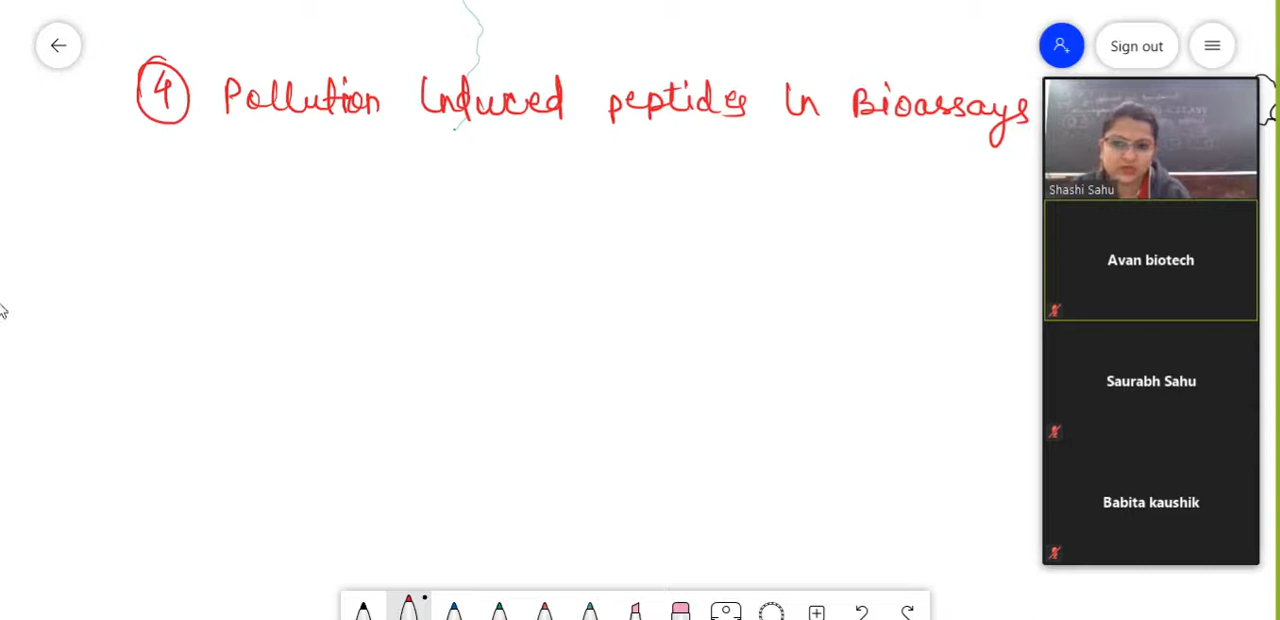 Sign out
4 Pollution Induced peptides In Bioassays
Shashi Sahu
Avan biotech
Saurabh Sahu
Babita kaushik